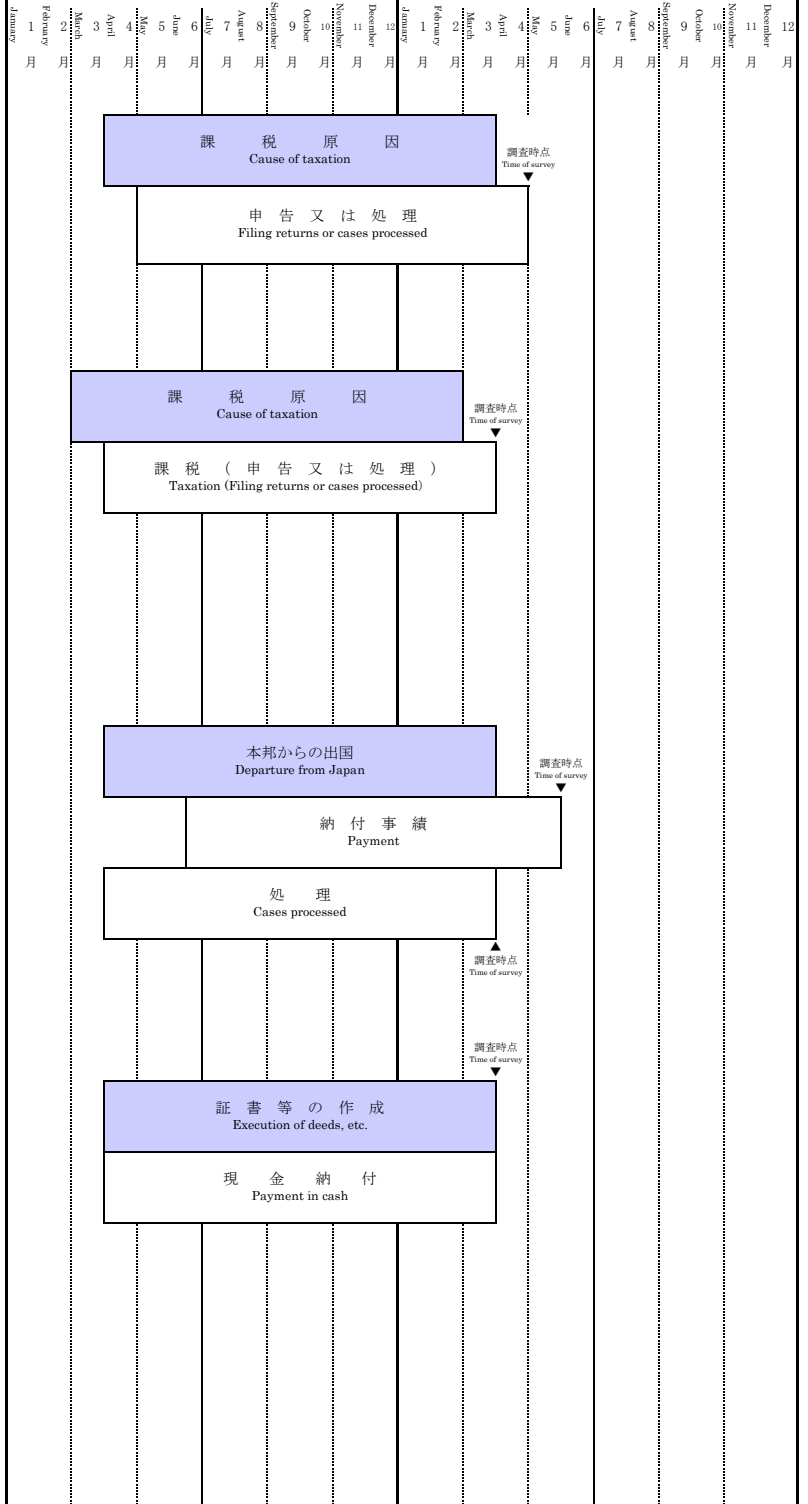 January
1
月
February
2
月
March
3
月
April
4
月
May
5
月
June
6
月
July
7
月
August
8
月
September
9
月
October
10
月
November
11
月
December
12
月
January
1
月
February
2
月
March
3
月
April
4
月
May
5
月
June
6
月
July
7
月
August
8
月
September
9
月
October
10
月
November
11
月
December
12
月
課 税 原 因
Cause of taxation
調査時点
Time of survey
▼
申 告 又 は 処 理
Filing returns or cases processed
課 税 原 因
Cause of taxation
調査時点
Time of survey
▼
課 税 ( 申 告 又 は 処 理 )
Taxation (Filing returns or cases processed)
本邦からの出国
Departure from Japan
調査時点
Time of survey
▼
納 付 事 績
Payment
処 理
Cases processed
▲
調査時点
Time of survey
調査時点
Time of survey
▼
証 書 等 の 作 成
Execution of deeds, etc.
現 金 納 付
Payment in cash